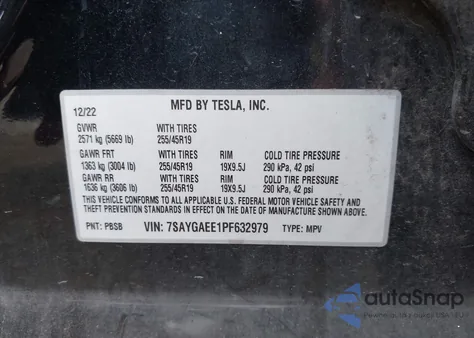 MFD BY TESLA, INC.
12/22
GVWR WITH TIRES
2571 kg (5669 lb) 255/45R19
GAWR FRT WITH TIRES RIM COLD TIRE PRESSURE
1363 kg (3004 lb) 255/45R19 19X9.5J 290 kPa, 42 psi
GAWR RR WITH TIRES RIM COLD TIRE PRESSURE
1636 kg (3606 lb) 255/45R19 19X9.5J 290 kPa, 42 psi
THIS VEHICLE CONFORMS TO ALL APPLICABLE U.S. FEDERAL MOTOR VEHICLE SAFETY
AND THEFT PREVENTION STANDARDS IN EFFECT ON THE DATE OF MANUFACTURE SHOWN ABOVE.
PNT: PBSB VIN: 7SAYGAEE1PF632979 TYPE: MPV
autoSnap